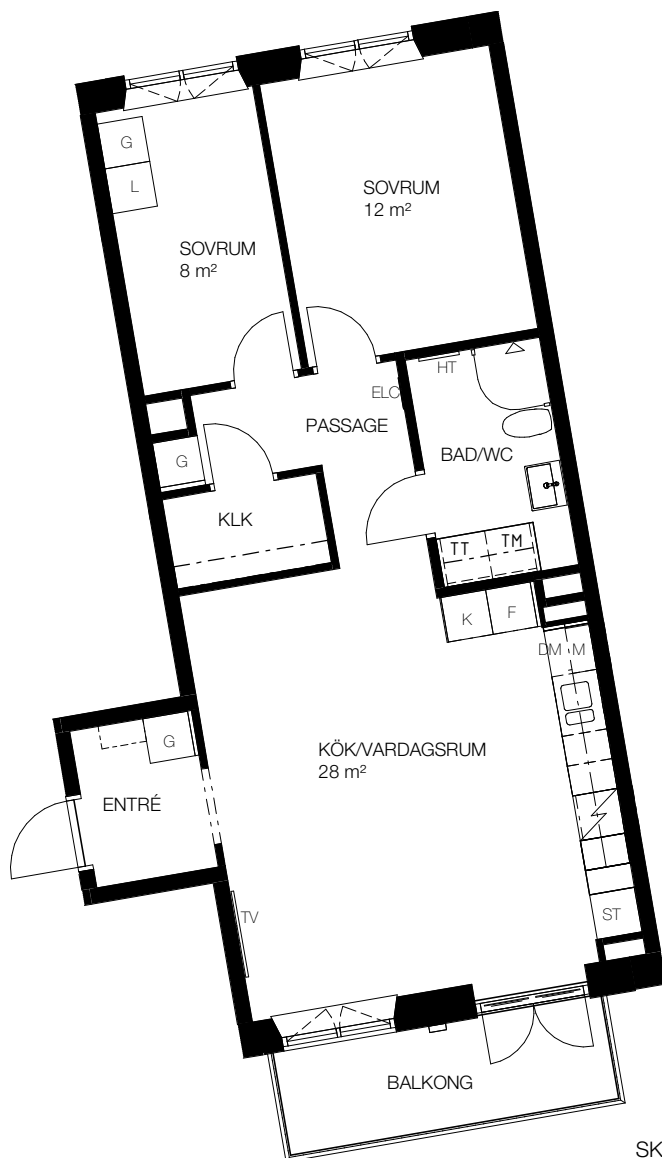 G
L
SOVRUM
12 m²
SOVRUM
8 m²
HT
ELC
PASSAGE
BAD/WC
G
KLK
TT
TM
K
F
DM
M
G
KÖK/VARDAGSRUM
28 m²
ENTRÉ
TV
ST
BALKONG
SK